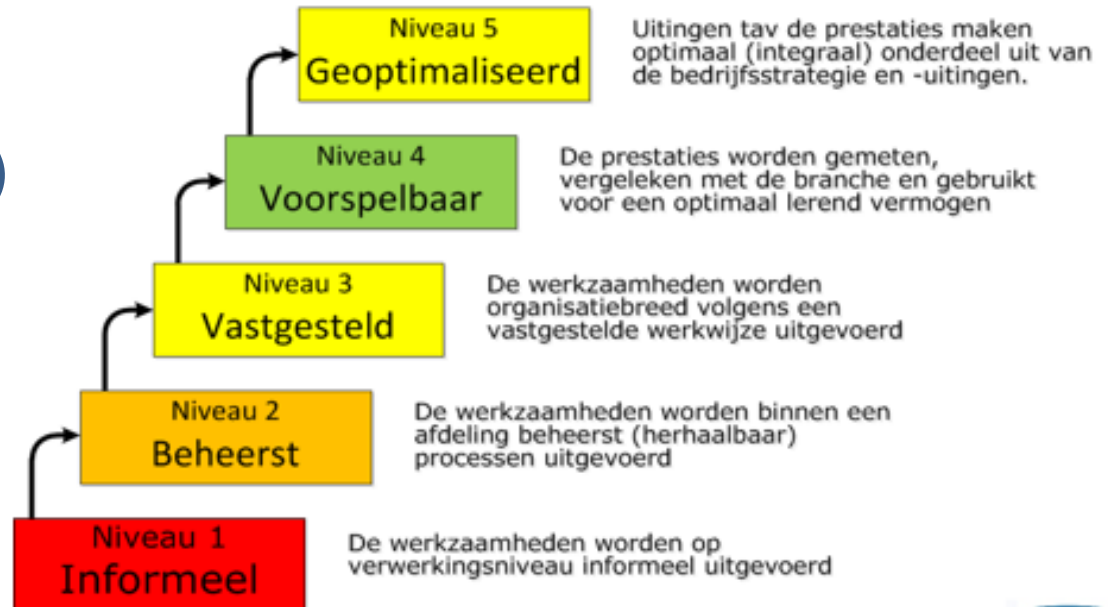 Niveau 5
Geoptimaliseerd
Uitingen tav de prestaties maken
optimaal (integraal) onderdeel uit van
de bedrijfsstrategie en -uitingen.
Niveau 4
Voorspelbaar
De prestaties worden gemeten,
vergeleken met de branche en gebruikt
voor een optimaal lerend vermogen
Niveau 3
Vastgesteld
De werkzaamheden worden
organisatiebreed volgens een
vastgestelde werkwijze uitgevoerd
Niveau 2
Beheerst
De werkzaamheden worden binnen een
afdeling beheerst (herhaalbaar)
processen uitgevoerd
Niveau 1
Informeel
De werkzaamheden worden op
verwerkingsniveau informeel uitgevoerd